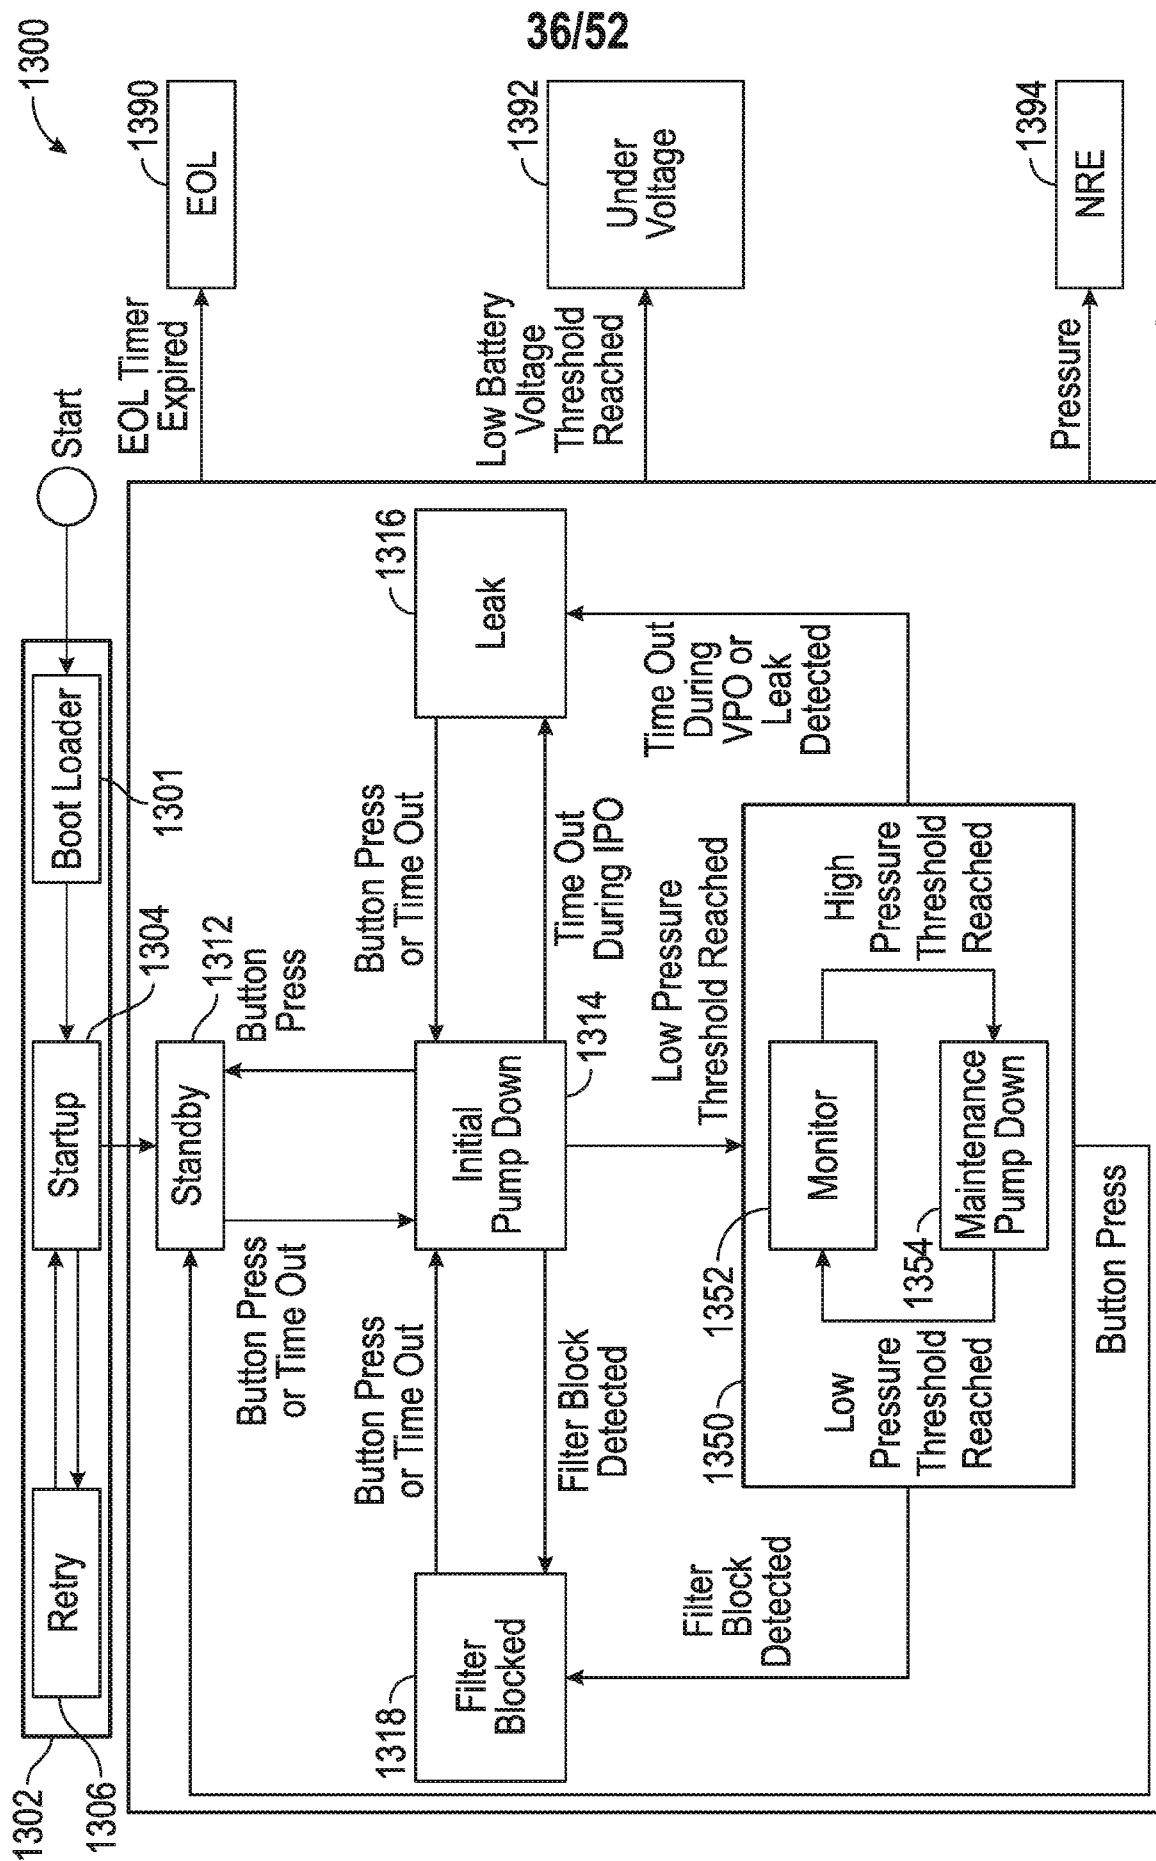 36/52
1300
1302
1306
Retry
Startup
1304
Boot Loader
1301
Start
Standby
1312
Button Press
or Time Out
Button
Press
EOL Timer
Expired
1390
EOL
1318
Filter
Blocked
Button Press
or Time Out
Filter Block
Detected
Initial
Pump Down
1314
Button Press
or Time Out
Time Out
During IPO
1316
Leak
Low Battery
Voltage
Threshold
Reached
1392
Under
Voltage
Filter
Block
Detected
Low Pressure
Threshold Reached
Time Out
During
VPO or
Leak
Detected
1350
1352
Monitor
1354
Maintenance
Pump Down
Low
Pressure
Threshold
Reached
High
Pressure
Threshold
Reached
Button Press
Pressure
1394
NRE